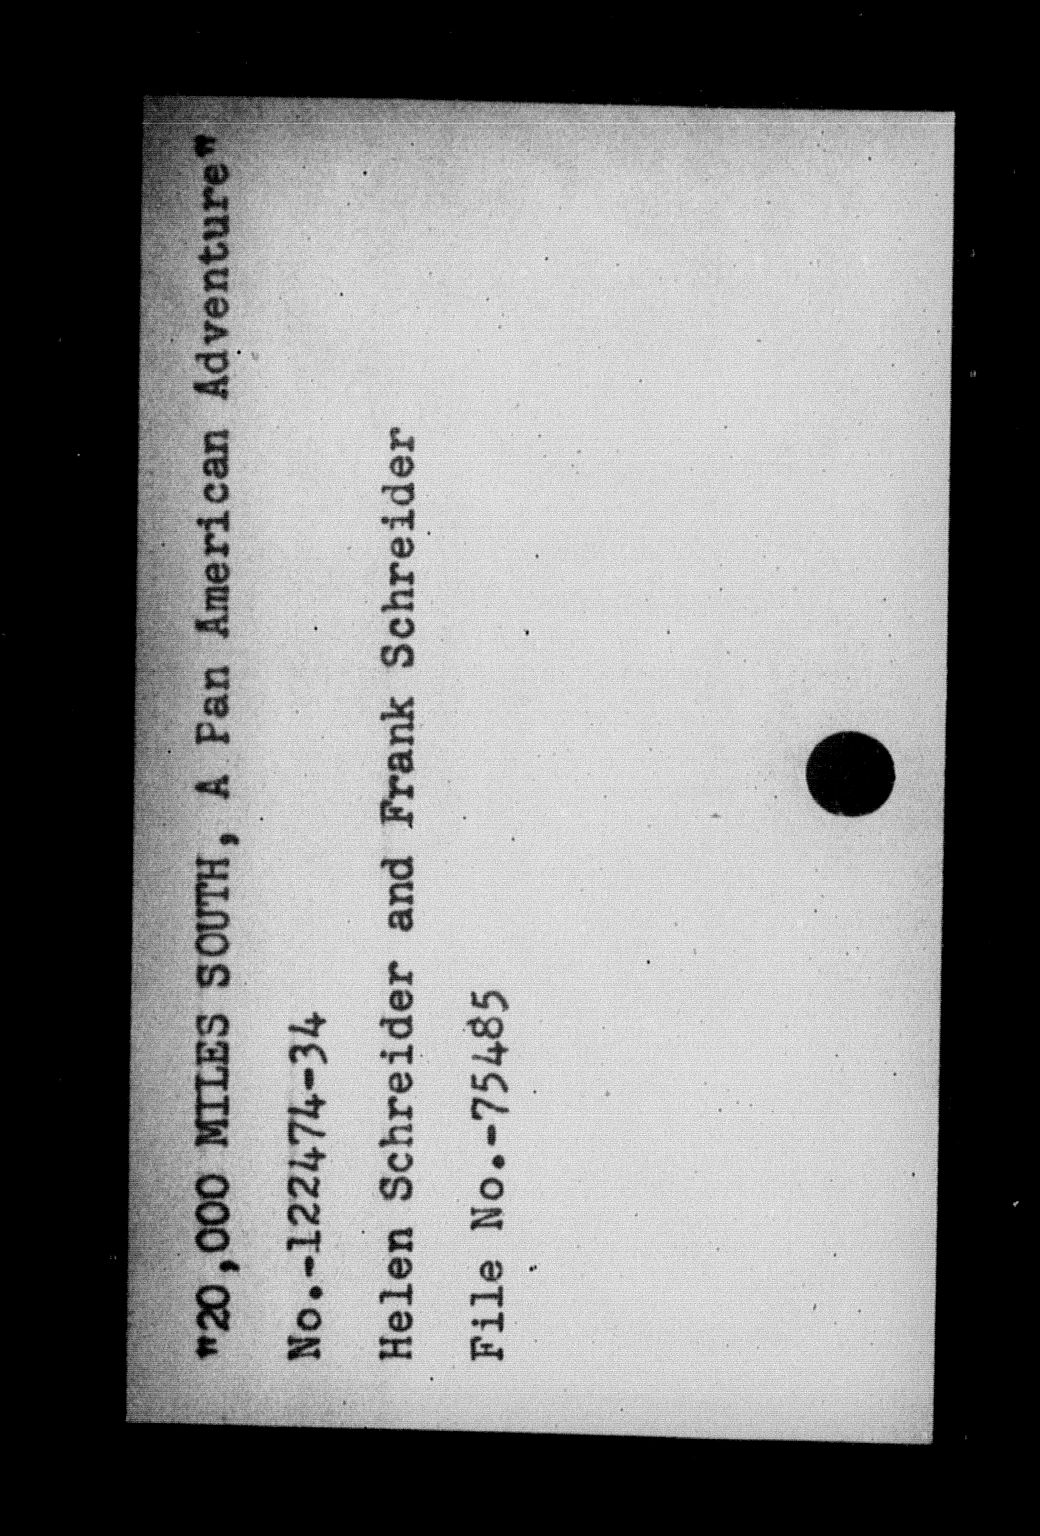 "20,000 MILES SOUTH, A Pan American Adventure"
No.-122474-34
Helen Schreider and Frank Schreider
File No.-75485